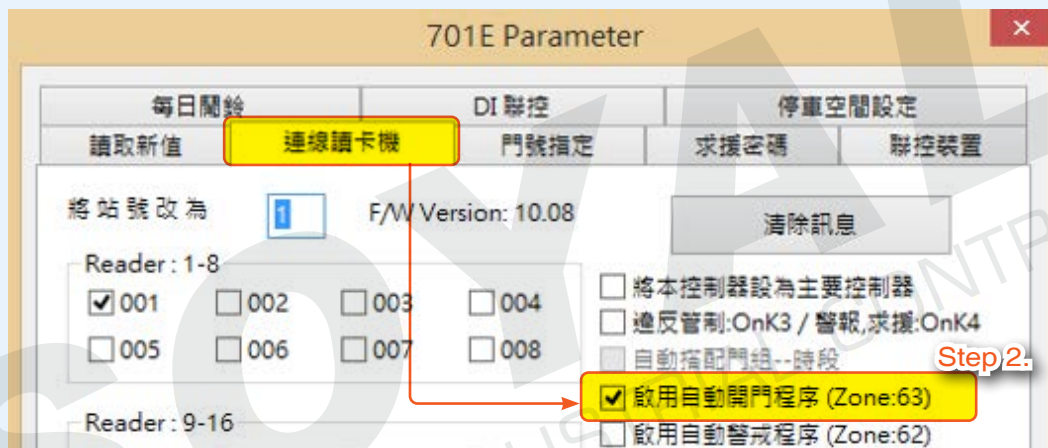 701E Parameter
每日鬧鈴 DI 聯控 停車空間設定
讀取新值 連線讀卡機 門號指定 求援密碼 聯控裝置
將站號改為 1 F/W Version: 10.08 清除訊息
Reader : 1-8
001 002 003 004
005 006 007 008
將本控制器設為主要控制器
違反管制:OnK3 / 警報,求援:OnK4
自動搭配門組--時段
Step 2.
啟用自動開門程序 (Zone:63)
Reader : 9-16
啟用自動警戒程序 (Zone:62)
SOYAL